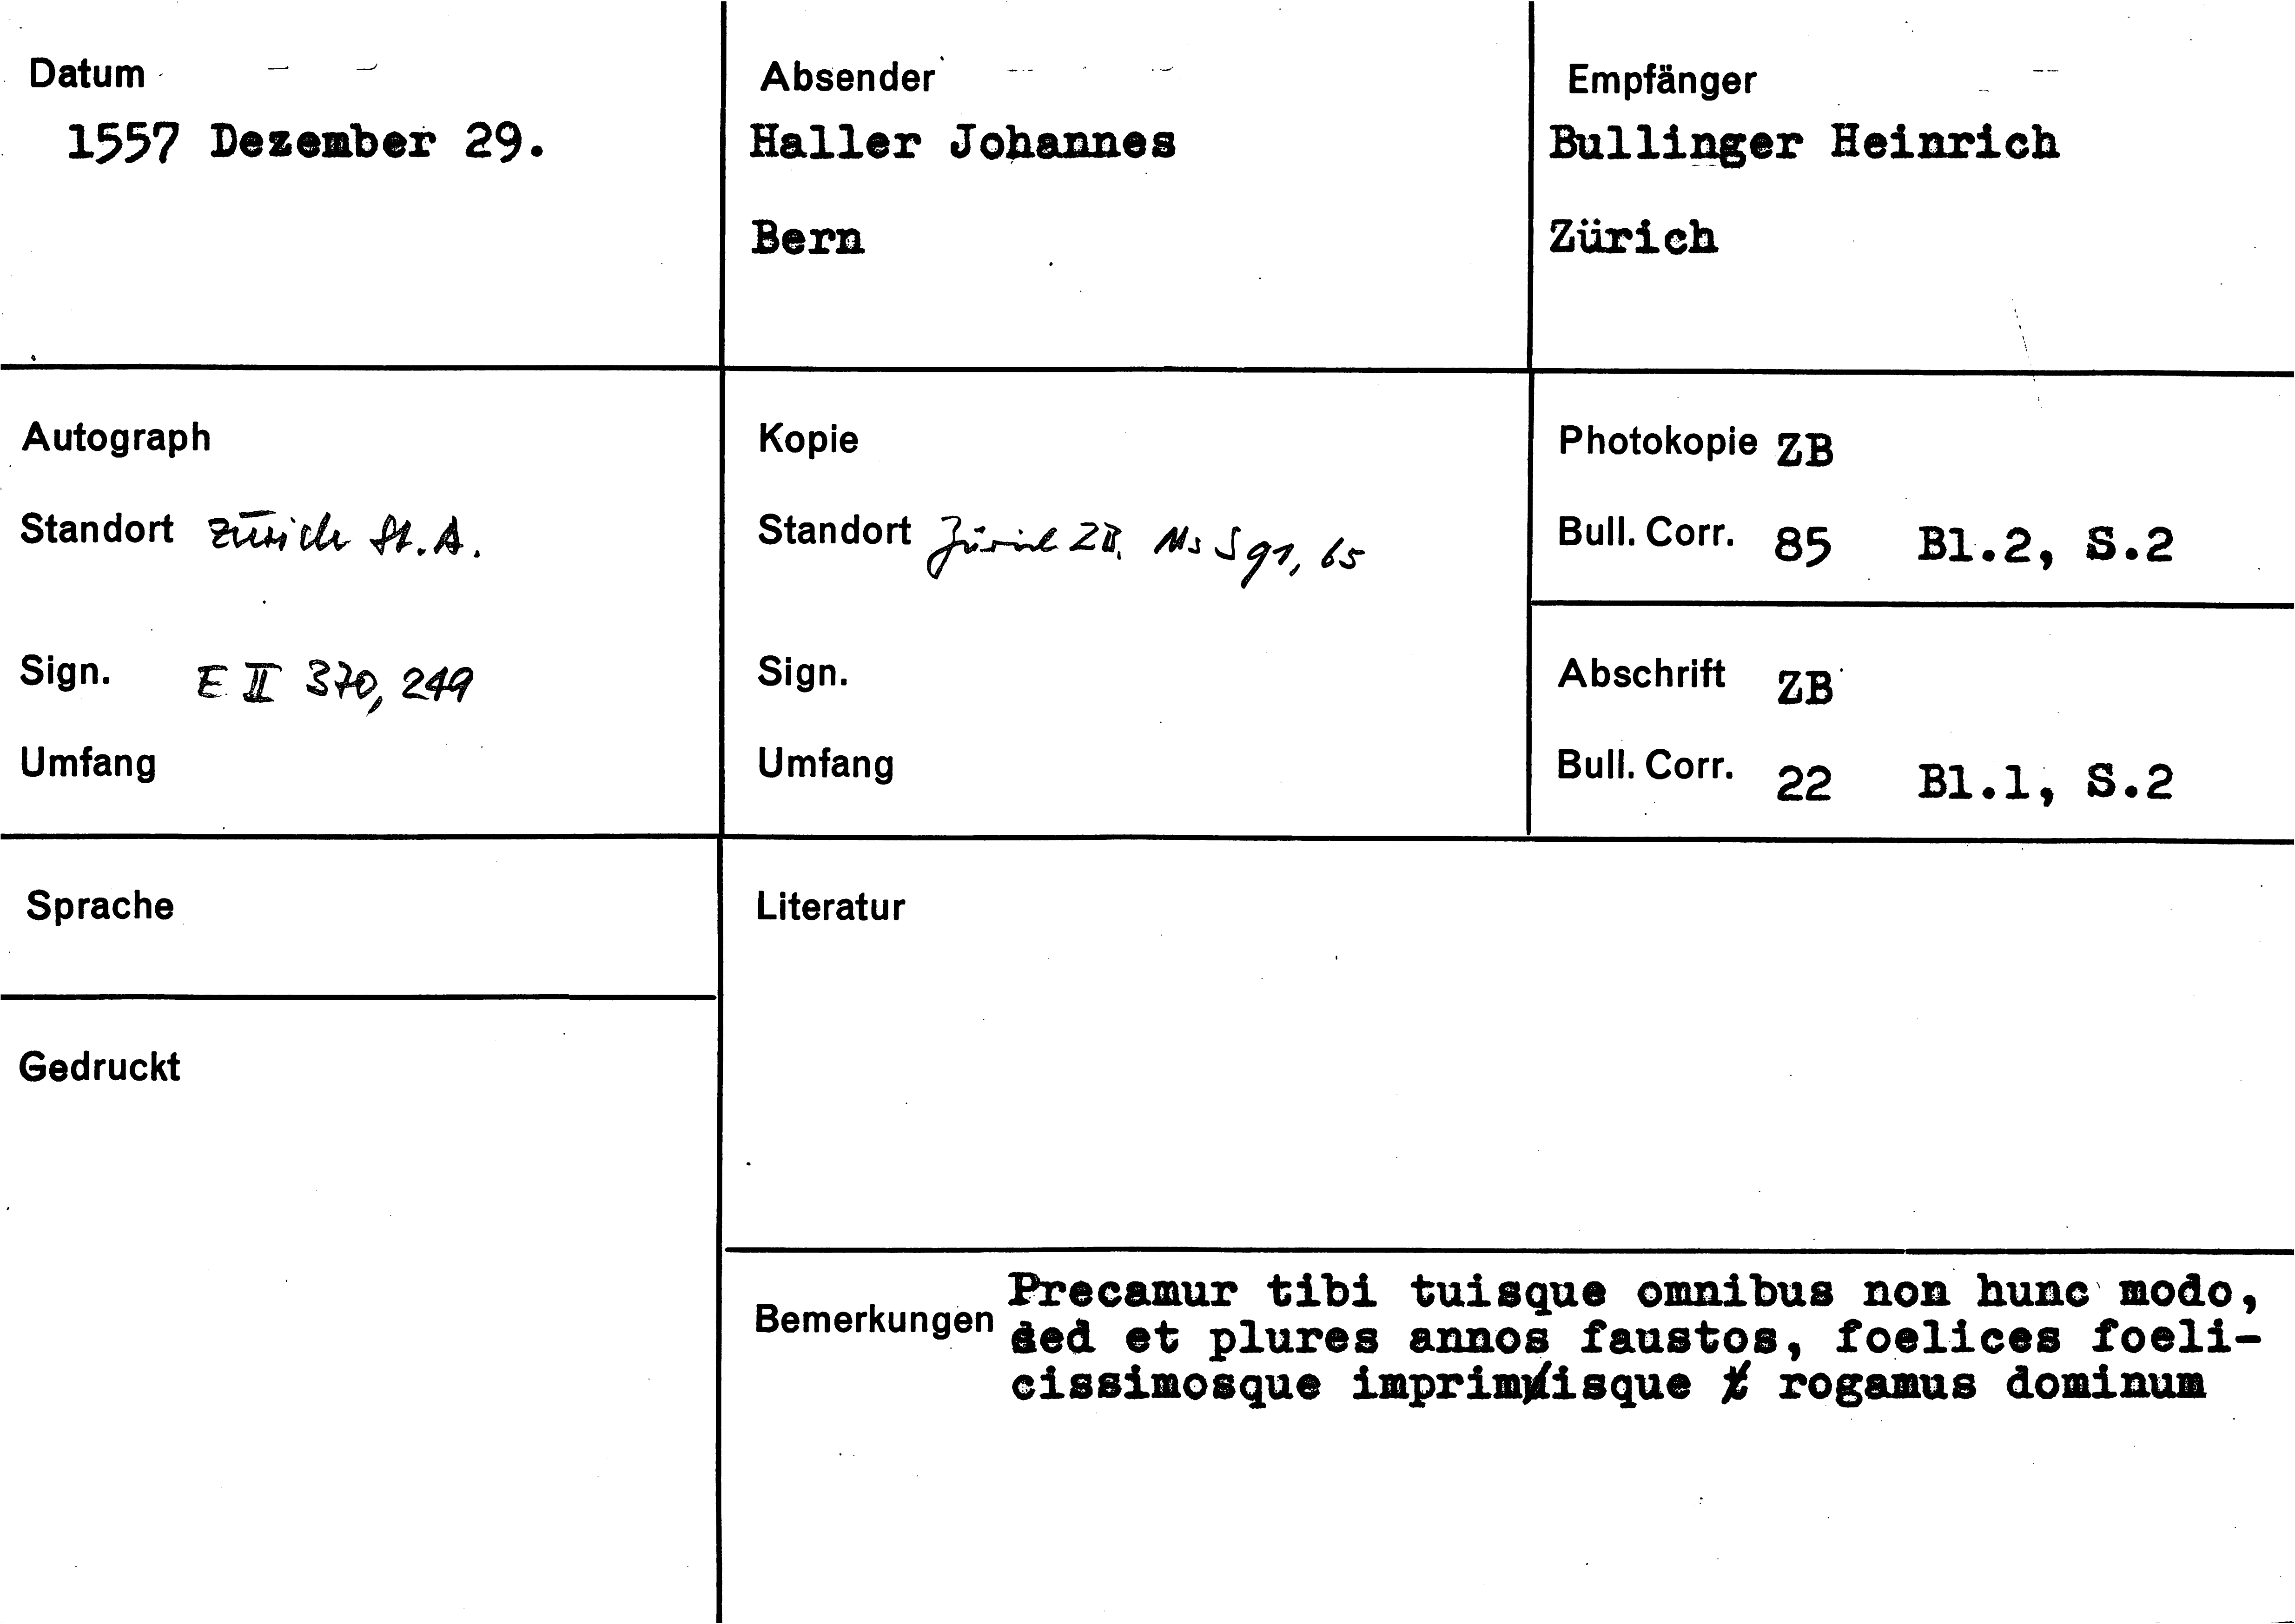 Datum
1557 Dezember 29.
Absender
Haller Johannes
Bern
Empfänger
Bullinger Heinrich
Zürich
Autograph
Standort Zürich St. A.
Sign. E II 370, 249
Umfang
Kopie
Standort Zürich ZB. Ms S 91, 65
Sign.
Umfang
Photokopie ZB
Bull. Corr. 85 Bl.2, S.2
Abschrift ZB
Bull. Corr. 22 Bl.1, S.2
Sprache
Gedruckt
Literatur
Bemerkungen
Precamur tibi tuisque omnibus non hunc modo,
sed et plures annos faustos, foelices foeli-
cissimosque imprimisque rogamus dominum